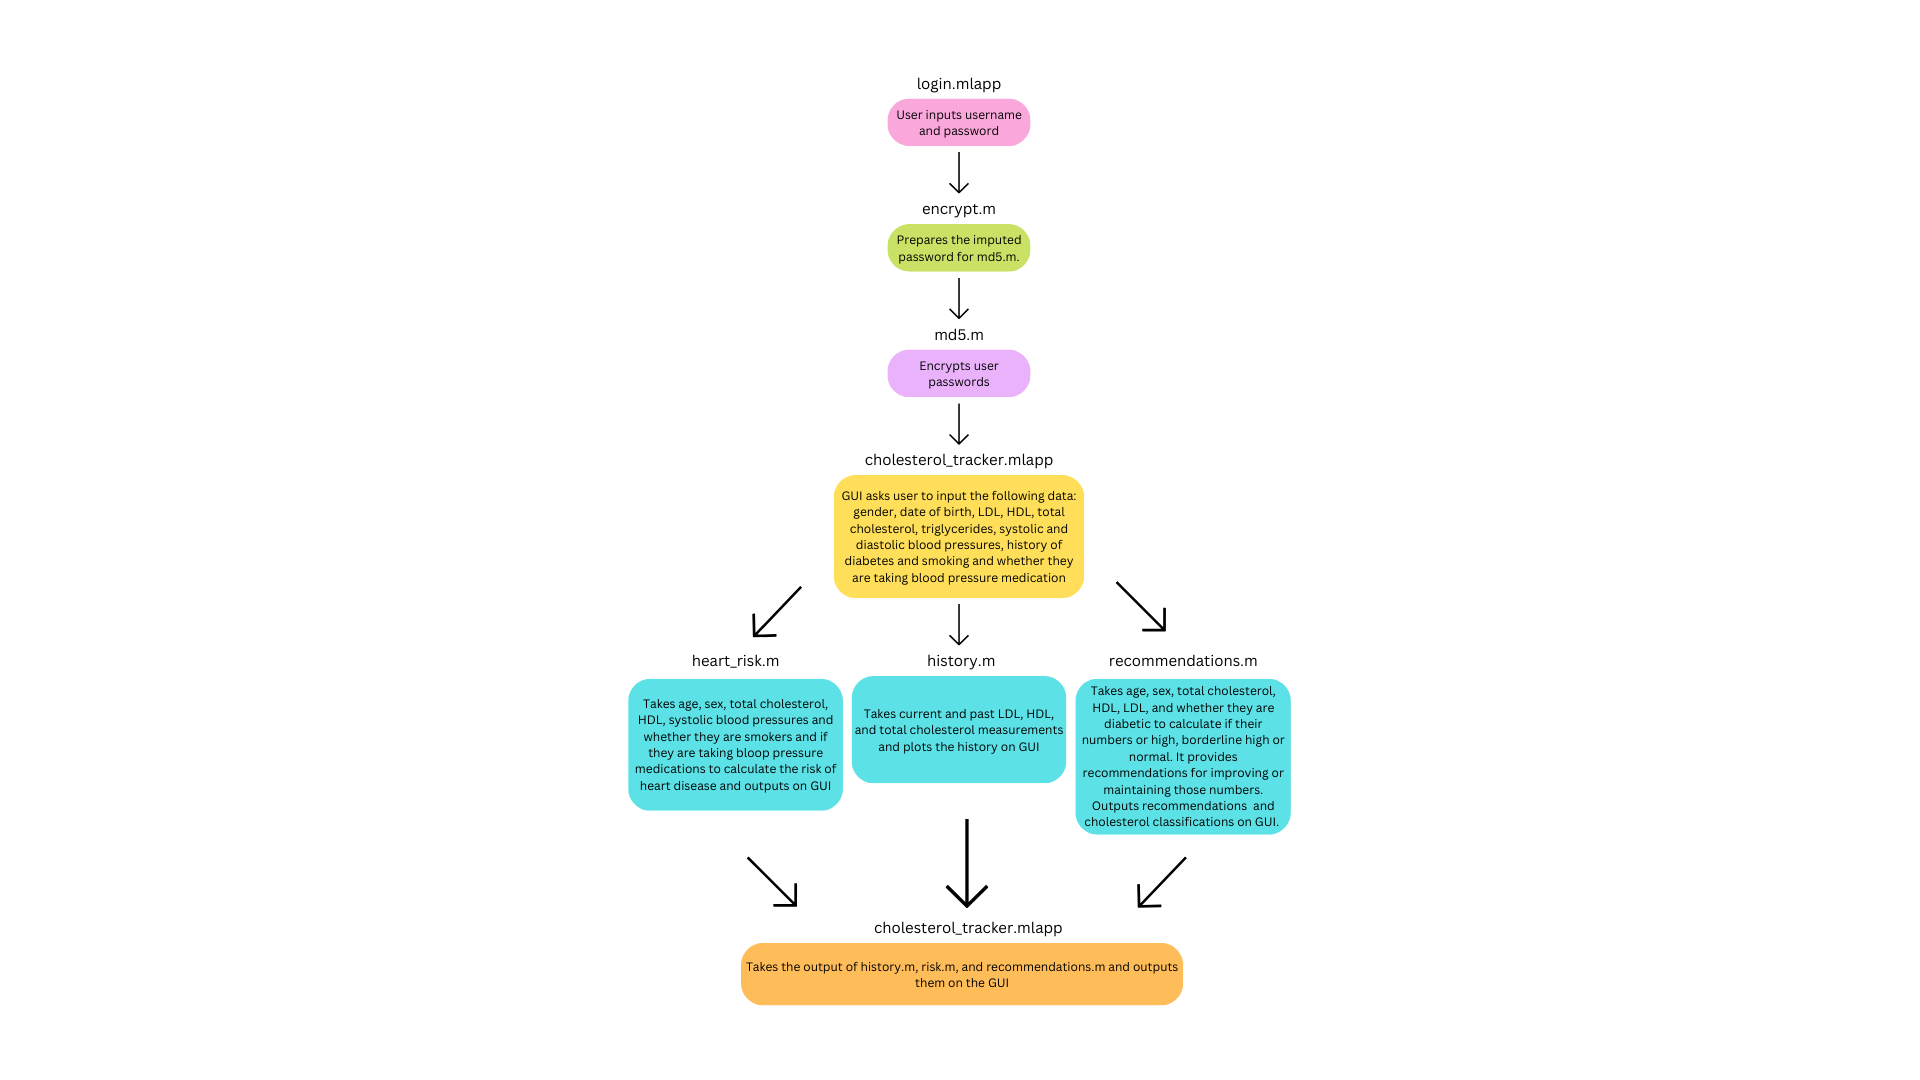 login.mlapp
User inputs username
and password
encrypt.m
Prepares the imputed
password for md5.m.
md5.m
Encrypts user
passwords
cholesterol_tracker.mlapp
GUI asks user to input the following data:
gender, date of birth, LDL, HDL, total
cholesterol, triglycerides, systolic and
diastolic blood pressures, history of
diabetes and smoking and whether they
are taking blood pressure medication
heart_risk.m
Takes age, sex, total cholesterol,
HDL, systolic blood pressures and
whether they are smokers and if
they are taking bloop pressure
medications to calculate the risk of
heart disease and outputs on GUI
history.m
Takes current and past LDL, HDL,
and total cholesterol measurements
and plots the history on GUI
recommendations.m
Takes age, sex, total cholesterol,
HDL, LDL, and whether they are
diabetic to calculate if their
numbers or high, borderline high or
normal. It provides
recommendations for improving or
maintaining those numbers.
Outputs recommendations and
cholesterol classifications on GUI.
cholesterol_tracker.mlapp
Takes the output of history.m, risk.m, and recommendations.m and outputs
them on the GUI